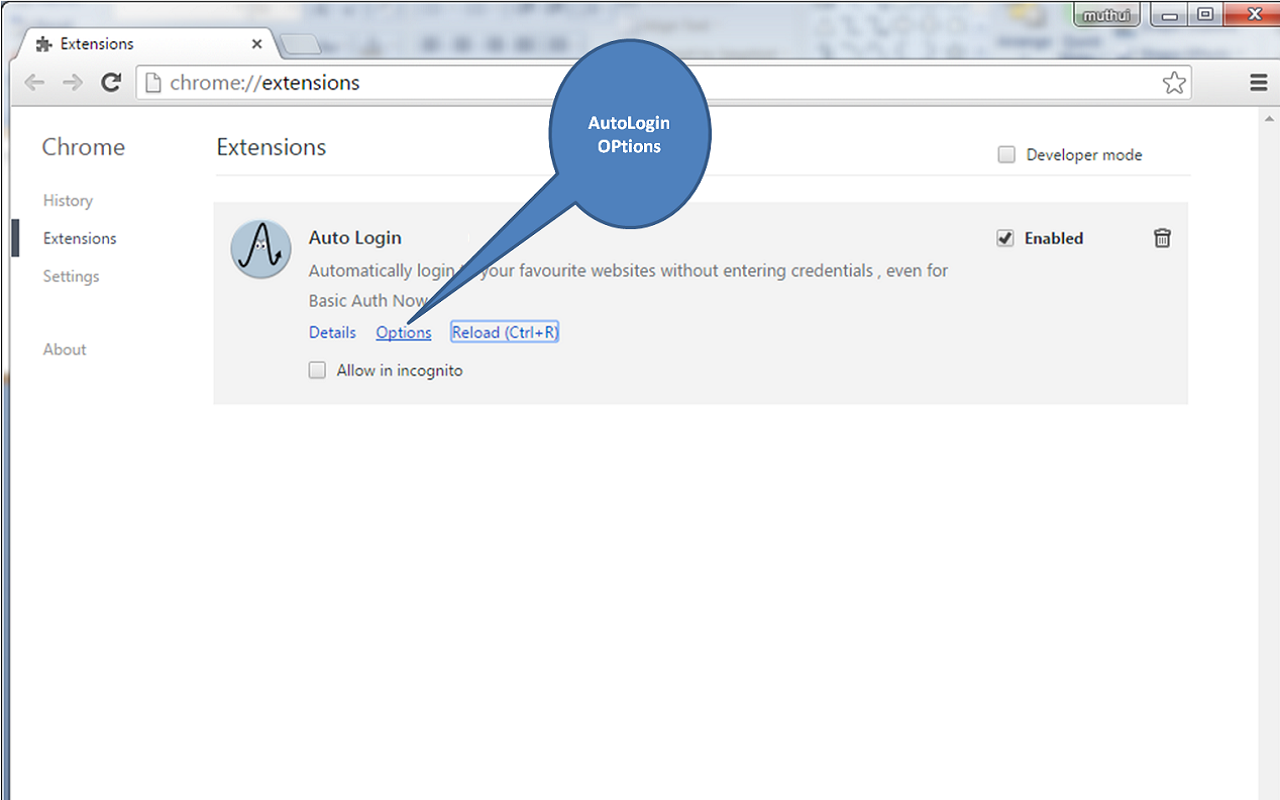 muthui
Extensions
chrome://extensions
AutoLogin
OPtions
Chrome
Extensions
Developer mode
History
Extensions
Settings
About
Auto Login
Enabled
Automatically login your favourite websites without entering credentials , even for
Basic Auth Now
Details Options Reload (Ctrl+R)
Allow in incognito